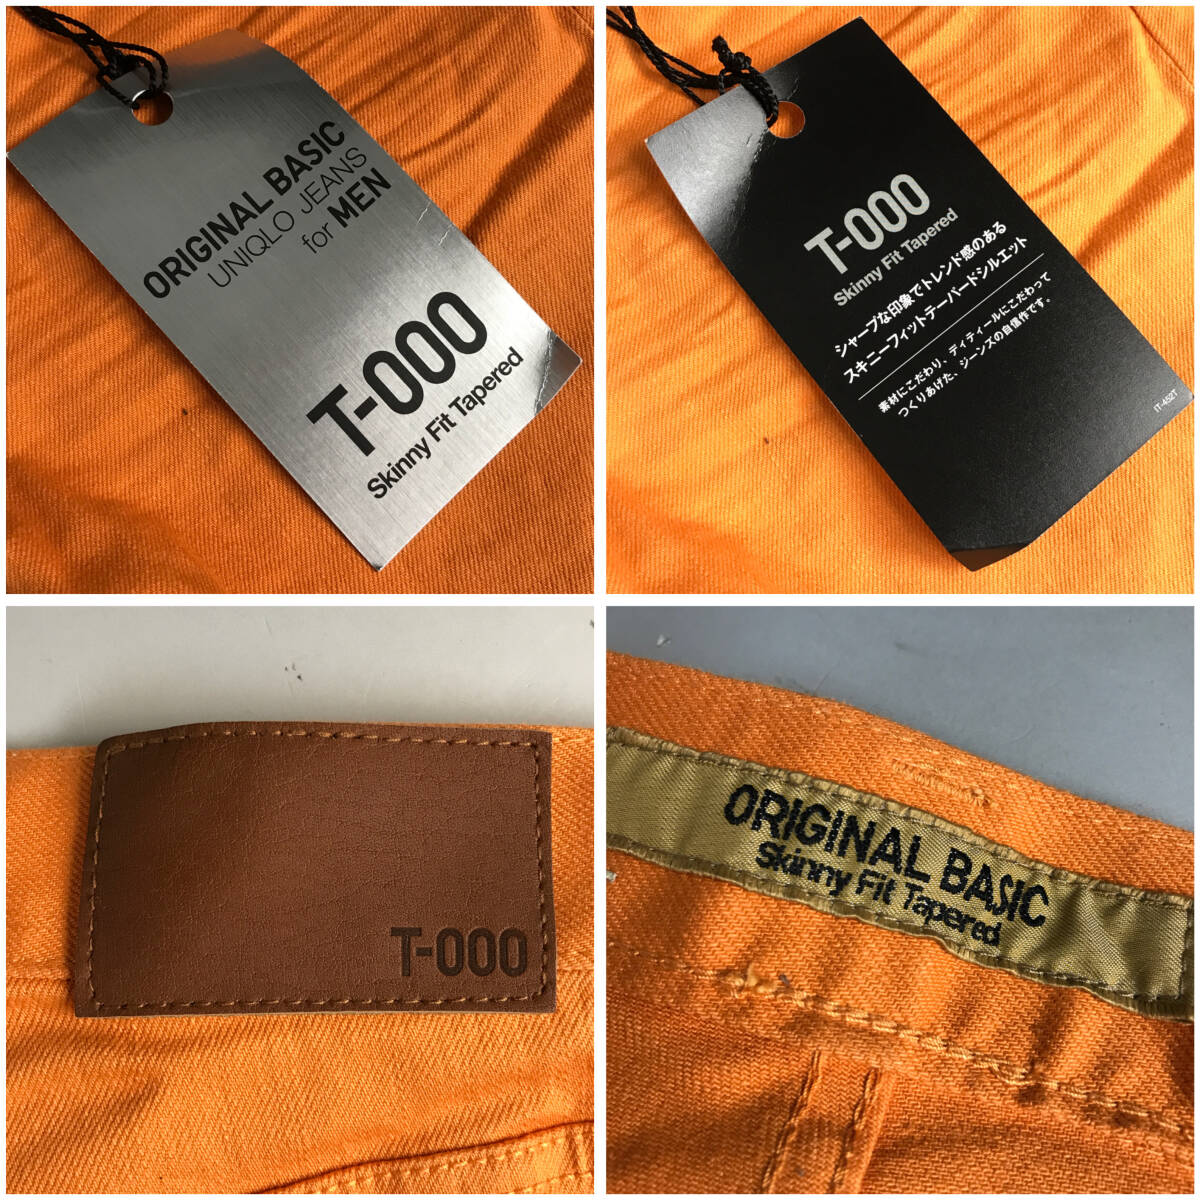 ORIGINAL BASIC
UNIQLO JEANS
for MEN
T-000
Skinny Fit Tapered
T-000
Skinny Fit Tapered
シャープな印象でトレンド感のある
スキニーフィットテーパードシルエット
素材にこだわり、ディティールにこだわって
つくりあげた、ジーンズの自信作です。
IT-452T
T-000
ORIGINAL BASIC
Skinny Fit Tapered